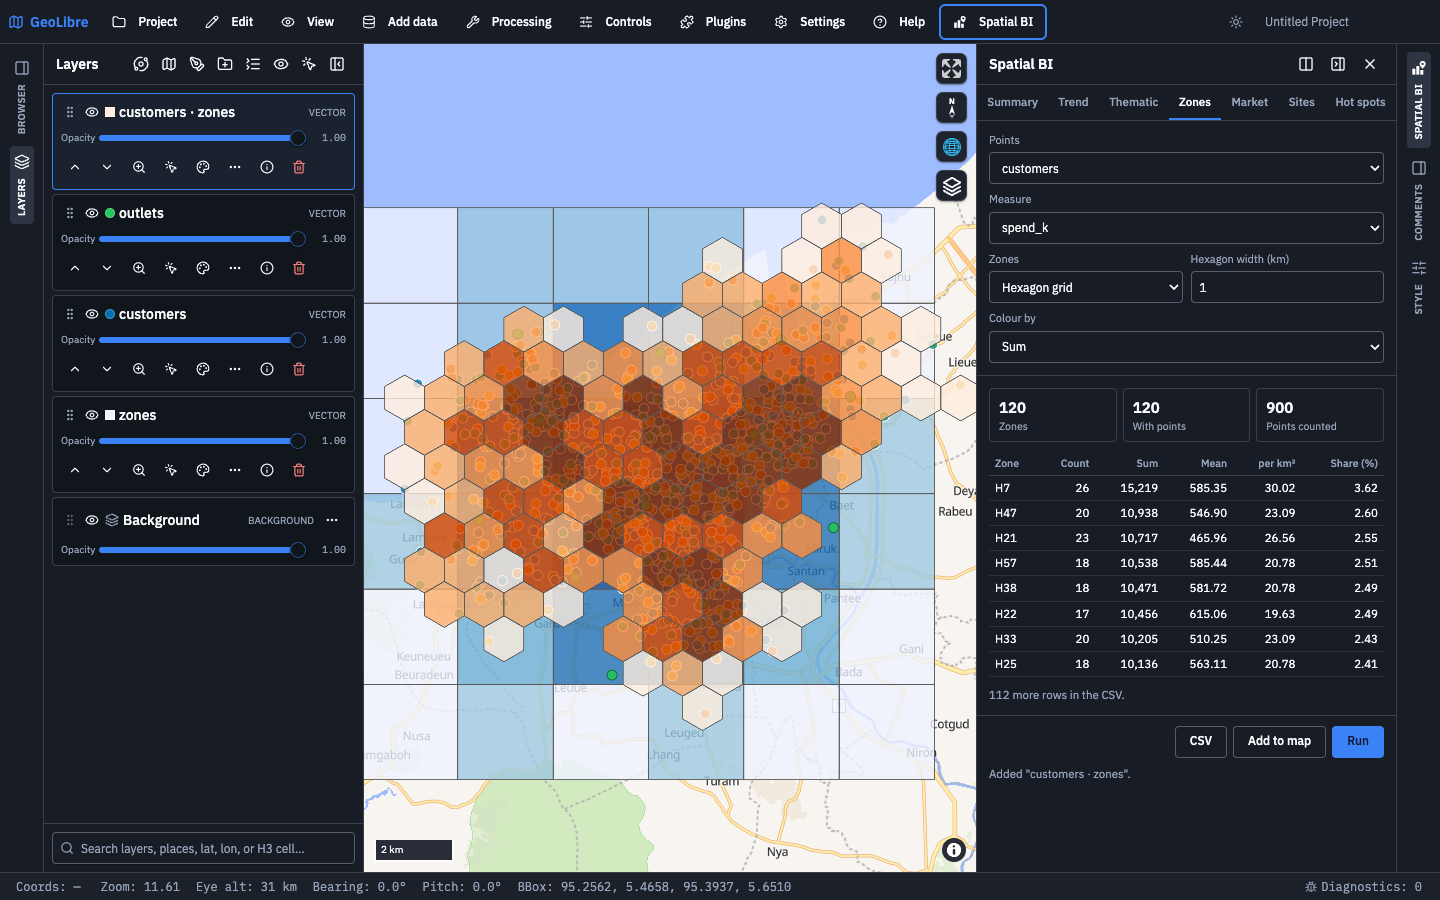 GeoLibre Project Edit View Add data Processing Controls Plugins Settings Help Spatial BI Untitled Project
BROWSER
LAYERS
Layers
customers · zones VECTOR
Opacity 1.00
outlets VECTOR
Opacity 1.00
customers VECTOR
Opacity 1.00
zones VECTOR
Opacity 1.00
Background BACKGROUND
Opacity 1.00
Search layers, places, lat, lon, or H3 cell...
N
Lieue
Baet
Deya
Rabeu
Santan
Pantee
Gani
Keuneueu
Beuradeun
Bada
Leuue
Nusa
Leugeu
Lhang
Cotgud
Niron
Turam
Nya
2 km
Spatial BI
Summary Trend Thematic Zones Market Sites Hot spots
Points
customers
Measure
spend_k
Zones Hexagon width (km)
Hexagon grid 1
Colour by
Sum
120 120 900
Zones With points Points counted
Zone Count Sum Mean per km² Share (%)
H7 26 15,219 585.35 30.02 3.62
H47 20 10,938 546.90 23.09 2.60
H21 23 10,717 465.96 26.56 2.55
H57 18 10,538 585.44 20.78 2.51
H38 18 10,471 581.72 20.78 2.49
H22 17 10,456 615.06 19.63 2.49
H33 20 10,205 510.25 23.09 2.43
H25 18 10,136 563.11 20.78 2.41
112 more rows in the CSV.
CSV Add to map Run
Added "customers · zones".
SPATIAL BI
COMMENTS
STYLE
Coords: — Zoom: 11.61 Eye alt: 31 km Bearing: 0.0° Pitch: 0.0° BBox: 95.2562, 5.4658, 95.3937, 5.6510 Diagnostics: 0